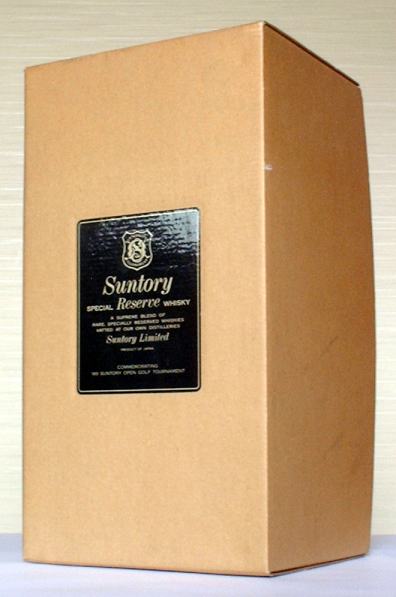 Suntory
SPECIAL Reserve WHISKY
A SUPREME BLEND OF
RARE, SPECIALLY RESERVED WHISKIES
VATTED AT OUR OWN DISTILLERIES
Suntory Limited
PRODUCT OF JAPAN
COMMEMORATING
SUNTORY OPEN GOLF TOURNAMENT